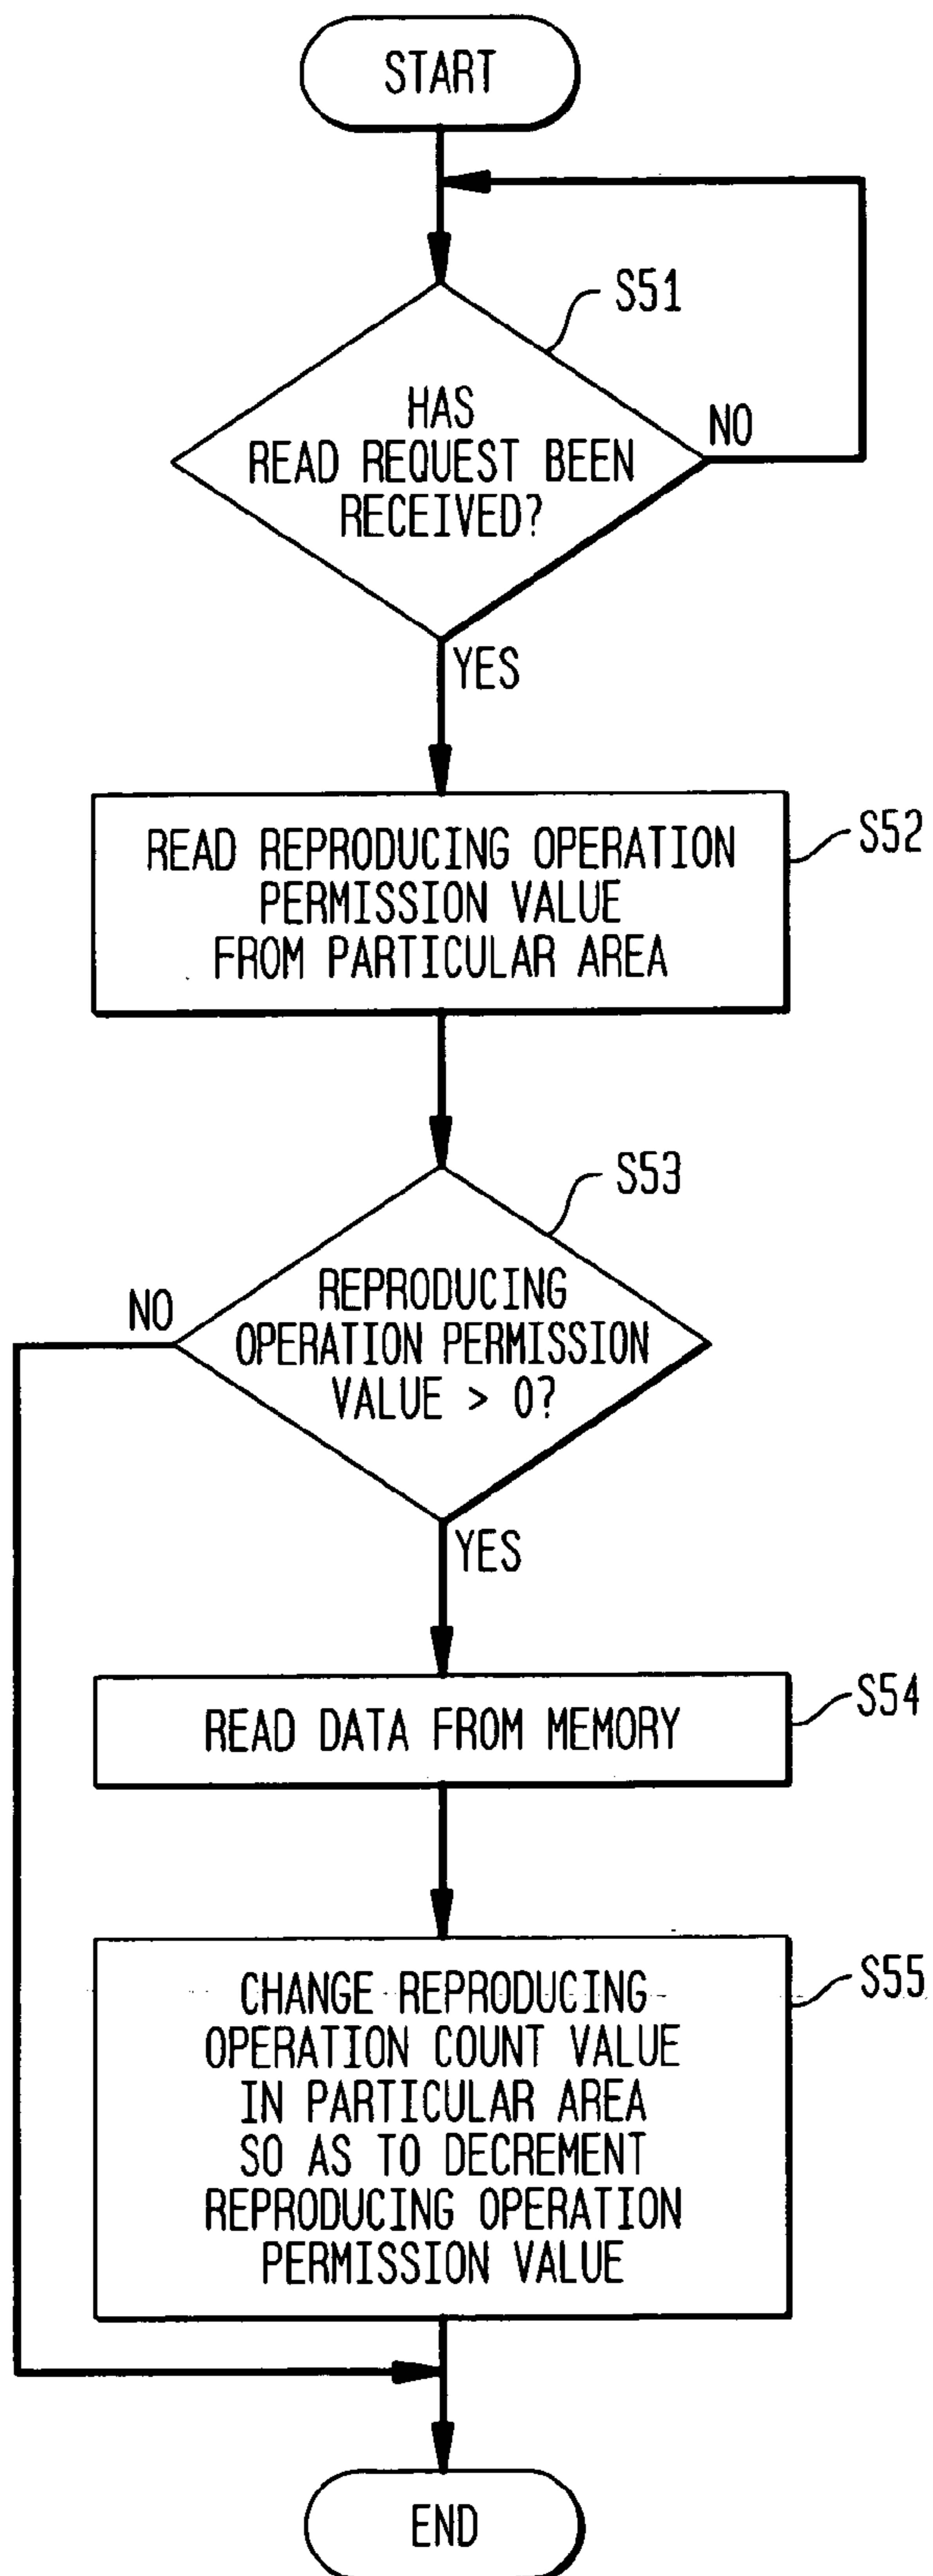 START
S51
HAS
READ REQUEST BEEN
RECEIVED?
NO
YES
S52
READ REPRODUCING OPERATION
PERMISSION VALUE
FROM PARTICULAR AREA
S53
REPRODUCING
OPERATION PERMISSION
VALUE > 0?
NO
YES
S54
READ DATA FROM MEMORY
S55
CHANGE REPRODUCING
OPERATION COUNT VALUE
IN PARTICULAR AREA
SO AS TO DECREMENT
REPRODUCING OPERATION
PERMISSION VALUE
END